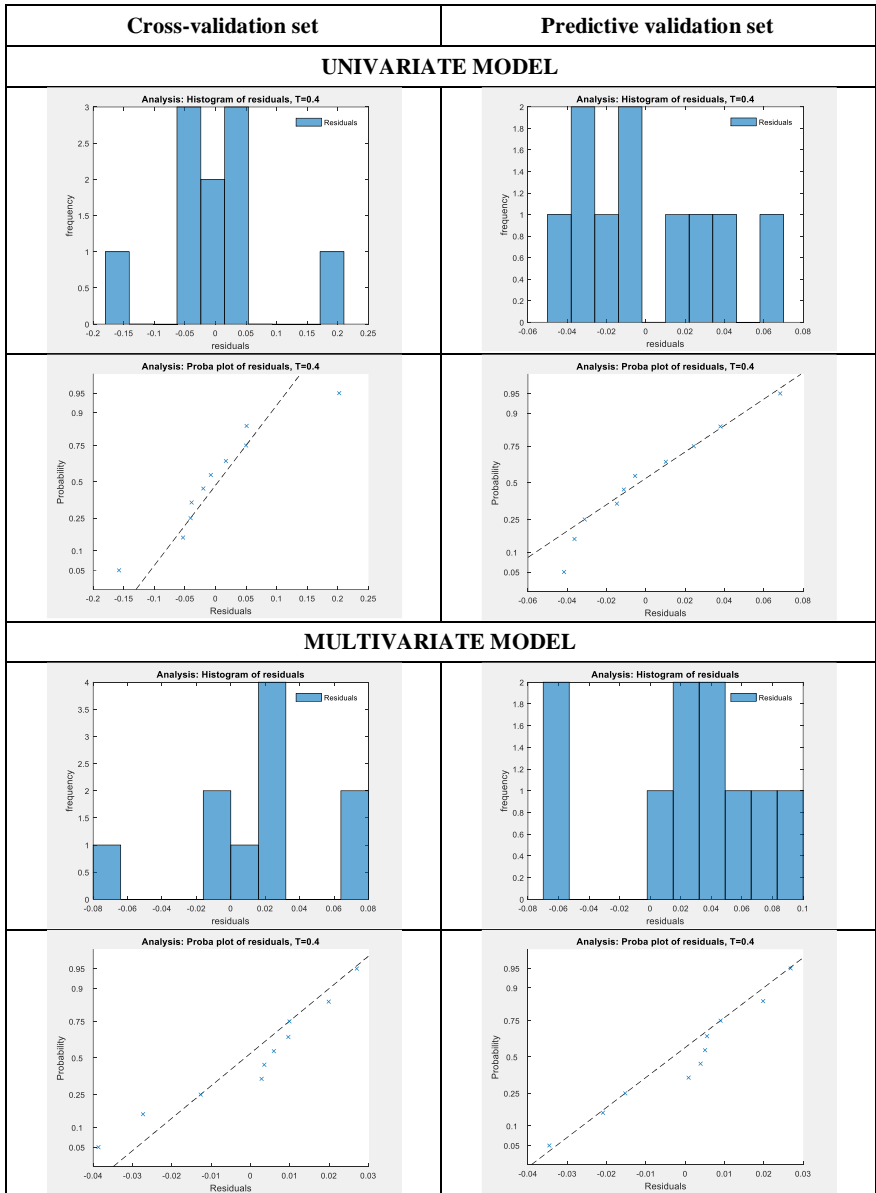 Cross-validation set
Predictive validation set
UNIVARIATE MODEL
Analysis: Histogram of residuals, T=0.4
Residuals
frequency
3
2.5
2
1.5
1
0.5
0
-0.2 -0.15 -0.1 -0.05 0 0.05 0.1 0.15 0.2 0.25
residuals
Analysis: Histogram of residuals, T=0.4
Residuals
frequency
2
1.8
1.6
1.4
1.2
1
0.8
0.6
0.4
0.2
0
-0.06 -0.04 -0.02 0 0.02 0.04 0.06 0.08
residuals
Analysis: Proba plot of residuals, T=0.4
Probability
0.95
0.9
0.75
0.5
0.25
0.1
0.05
-0.2 -0.15 -0.1 -0.05 0 0.05 0.1 0.15 0.2 0.25
Residuals
Analysis: Proba plot of residuals, T=0.4
Probability
0.95
0.9
0.75
0.5
0.25
0.1
0.05
-0.06 -0.04 -0.02 0 0.02 0.04 0.06 0.08
Residuals
MULTIVARIATE MODEL
Analysis: Histogram of residuals
Residuals
frequency
4
3.5
3
2.5
2
1.5
1
0.5
0
-0.08 -0.06 -0.04 -0.02 0 0.02 0.04 0.06 0.08
residuals
Analysis: Histogram of residuals
Residuals
frequency
2
1.8
1.6
1.4
1.2
1
0.8
0.6
0.4
0.2
0
-0.08 -0.06 -0.04 -0.02 0 0.02 0.04 0.06 0.08 0.1
residuals
Analysis: Proba plot of residuals, T=0.4
Probability
0.95
0.9
0.75
0.5
0.25
0.1
0.05
-0.04 -0.03 -0.02 -0.01 0 0.01 0.02 0.03
Residuals
Analysis: Proba plot of residuals, T=0.4
Probability
0.95
0.9
0.75
0.5
0.25
0.1
0.05
-0.04 -0.03 -0.02 -0.01 0 0.01 0.02 0.03
Residuals